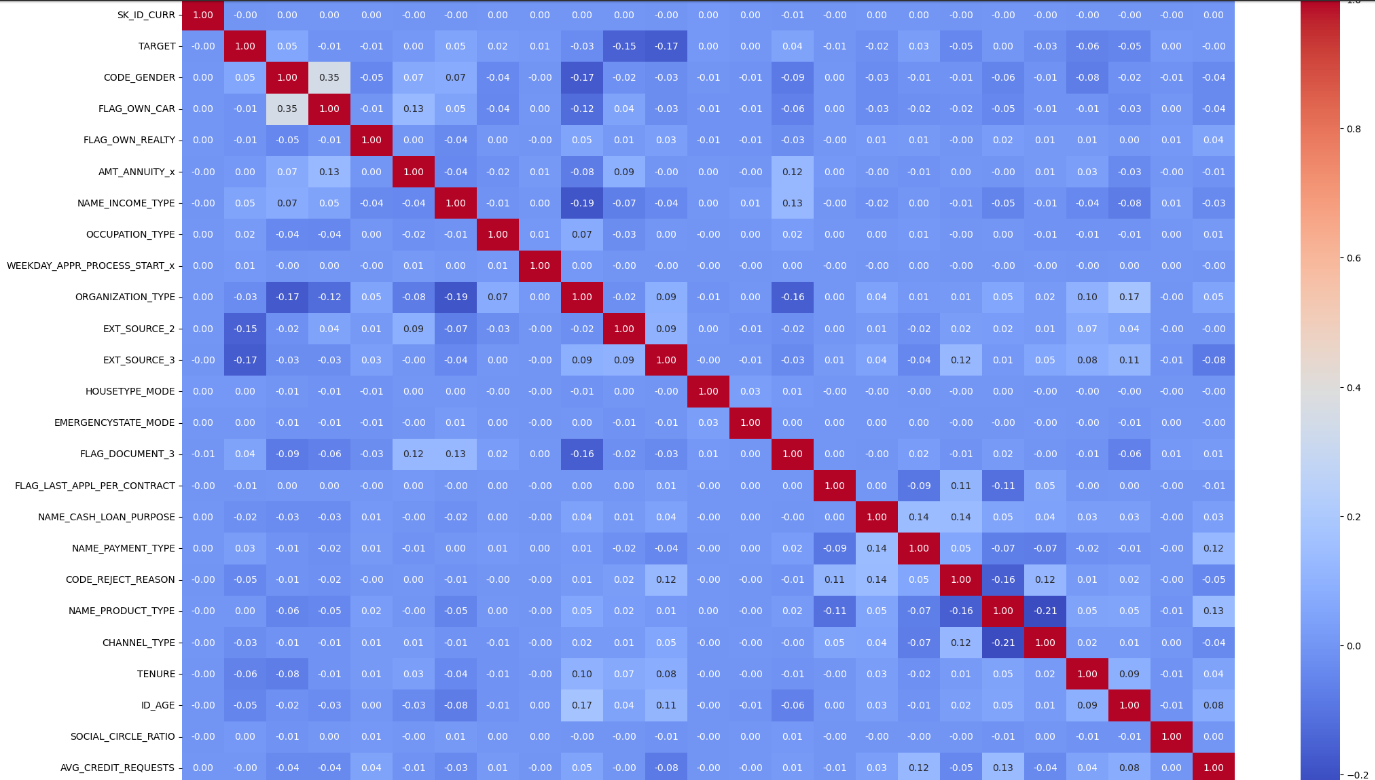 SK_ID_CURR 1.00 -0.00 0.00 0.00 0.00 -0.00 -0.00 0.00 0.00 0.00 0.00 -0.00 0.00 0.00 -0.01 -0.00 0.00 0.00 -0.00 -0.00 -0.00 -0.00 -0.00 -0.00 0.00
TARGET -0.00 1.00 0.05 -0.01 -0.01 0.00 0.05 0.02 0.01 -0.03 -0.15 -0.17 0.00 0.00 0.04 -0.01 -0.02 0.03 -0.05 0.00 -0.03 -0.06 -0.05 0.00 -0.00
CODE_GENDER 0.00 0.05 1.00 0.35 -0.05 0.07 0.07 -0.04 -0.00 -0.17 -0.02 -0.03 -0.01 -0.01 -0.09 0.00 -0.03 -0.01 -0.01 -0.06 -0.01 -0.08 -0.02 -0.01 -0.04
FLAG_OWN_CAR 0.00 -0.01 0.35 1.00 -0.01 0.13 0.05 -0.04 0.00 -0.12 0.04 -0.03 -0.01 -0.01 -0.06 0.00 -0.03 -0.02 -0.02 -0.05 -0.01 -0.01 -0.03 0.00 -0.04
FLAG_OWN_REALTY 0.00 -0.01 -0.05 -0.01 1.00 0.00 -0.04 0.00 -0.00 0.05 0.01 0.03 -0.01 -0.01 -0.03 0.00 0.01 0.01 -0.00 0.02 0.01 0.01 0.00 0.01 0.04
AMT_ANNUITY_x -0.00 0.00 0.07 0.13 0.00 1.00 -0.04 -0.02 0.01 -0.08 0.09 -0.00 0.00 -0.00 0.12 0.00 -0.00 -0.01 0.00 -0.00 0.01 0.03 -0.03 -0.00 -0.01
NAME_INCOME_TYPE -0.00 0.05 0.07 0.05 -0.04 -0.04 1.00 -0.01 0.00 -0.19 -0.07 -0.04 0.00 0.01 0.13 -0.00 -0.02 0.00 -0.01 -0.05 -0.01 -0.04 -0.08 0.01 -0.03
OCCUPATION_TYPE 0.00 0.02 -0.04 -0.04 0.00 -0.02 -0.01 1.00 0.01 0.07 -0.03 0.00 -0.00 0.00 0.02 0.00 0.00 0.01 -0.00 0.00 -0.01 -0.01 -0.01 -0.00 0.01
WEEKDAY_APPR_PROCESS_START_x 0.00 0.01 -0.00 0.00 -0.00 0.01 0.00 0.01 1.00 0.00 -0.00 -0.00 -0.00 0.00 0.00 -0.00 0.00 0.00 -0.00 -0.00 -0.00 -0.00 0.00 -0.00 0.00
ORGANIZATION_TYPE 0.00 -0.03 -0.17 -0.12 0.05 -0.08 -0.19 0.07 0.00 1.00 -0.02 0.09 -0.01 0.00 -0.16 0.00 0.04 0.01 0.01 0.05 0.02 0.10 0.17 -0.00 0.05
EXT_SOURCE_2 0.00 -0.15 -0.02 0.04 0.01 0.09 -0.07 -0.03 -0.00 -0.02 1.00 0.09 0.00 -0.01 -0.02 0.00 0.01 -0.02 0.02 0.02 0.01 0.07 0.04 -0.00 -0.00
EXT_SOURCE_3 -0.00 -0.17 -0.03 -0.03 0.03 -0.00 -0.04 0.00 -0.00 0.09 0.09 1.00 -0.00 -0.01 -0.03 0.01 0.04 -0.04 0.12 0.01 0.05 0.08 0.11 -0.01 -0.08
HOUSETYPE_MODE 0.00 0.00 -0.01 -0.01 -0.01 0.00 0.00 -0.00 -0.00 -0.01 0.00 -0.00 1.00 0.03 0.01 -0.00 -0.00 -0.00 -0.00 -0.00 -0.00 -0.00 -0.00 0.00 -0.00
EMERGENCYSTATE_MODE 0.00 0.00 -0.01 -0.01 -0.01 -0.00 0.01 0.00 0.00 0.00 -0.01 -0.01 0.03 1.00 0.00 0.00 -0.00 0.00 -0.00 0.00 -0.00 -0.00 -0.01 -0.00 0.00
FLAG_DOCUMENT_3 -0.01 0.04 -0.09 -0.06 -0.03 0.12 0.13 0.02 0.00 -0.16 -0.02 -0.03 0.01 0.00 1.00 0.00 -0.00 0.02 -0.01 0.02 -0.00 -0.01 -0.06 0.01 0.01
FLAG_LAST_APPL_PER_CONTRACT -0.00 -0.01 0.00 0.00 0.00 0.00 -0.00 0.00 -0.00 0.00 0.00 0.01 -0.00 0.00 0.00 1.00 0.00 -0.09 0.11 -0.11 0.05 -0.00 0.00 -0.00 -0.01
NAME_CASH_LOAN_PURPOSE 0.00 -0.02 -0.03 -0.03 0.01 -0.00 -0.02 0.00 0.00 0.04 0.01 0.04 -0.00 -0.00 -0.00 0.00 1.00 0.14 0.14 0.05 0.04 0.03 0.03 -0.00 0.03
NAME_PAYMENT_TYPE 0.00 0.03 -0.01 -0.02 0.01 -0.01 0.00 0.01 0.00 0.01 -0.02 -0.04 -0.00 0.00 0.02 -0.09 0.14 1.00 0.05 -0.07 -0.07 -0.02 -0.01 -0.00 0.12
CODE_REJECT_REASON -0.00 -0.05 -0.01 -0.02 -0.00 0.00 -0.01 -0.00 -0.00 0.01 0.02 0.12 -0.00 -0.00 -0.01 0.11 0.14 0.05 1.00 -0.16 0.12 0.01 0.02 -0.00 -0.05
NAME_PRODUCT_TYPE -0.00 0.00 -0.06 -0.05 0.02 -0.00 -0.05 0.00 -0.00 0.05 0.02 0.01 -0.00 0.00 0.02 -0.11 0.05 -0.07 -0.16 1.00 -0.21 0.05 0.05 -0.01 0.13
CHANNEL_TYPE -0.00 -0.03 -0.01 -0.01 0.01 0.01 -0.01 -0.01 -0.00 0.02 0.01 0.05 -0.00 -0.00 -0.00 0.05 0.04 -0.07 0.12 -0.21 1.00 0.02 0.01 0.00 -0.04
TENURE -0.00 -0.06 -0.08 -0.01 0.01 0.03 -0.04 -0.01 -0.00 0.10 0.07 0.08 -0.00 -0.00 -0.01 -0.00 0.03 -0.02 0.01 0.05 0.02 1.00 0.09 -0.01 0.04
ID_AGE -0.00 -0.05 -0.02 -0.03 0.00 -0.03 -0.08 -0.01 0.00 0.17 0.04 0.11 -0.00 -0.01 -0.06 0.00 0.03 -0.01 0.02 0.05 0.01 0.09 1.00 -0.01 0.08
SOCIAL_CIRCLE_RATIO -0.00 0.00 -0.01 0.00 0.01 -0.00 0.01 -0.00 -0.00 -0.00 -0.00 -0.01 0.00 -0.00 0.01 -0.00 -0.00 -0.00 -0.00 -0.01 0.00 -0.01 -0.01 1.00 0.00
AVG_CREDIT_REQUESTS 0.00 -0.00 -0.04 -0.04 0.04 -0.01 -0.03 0.01 0.00 0.05 -0.00 -0.08 -0.00 0.00 0.01 -0.01 0.03 0.12 -0.05 0.13 -0.04 0.04 0.08 0.00 1.00
0.8
0.6
0.4
0.2
0.0
−0.2